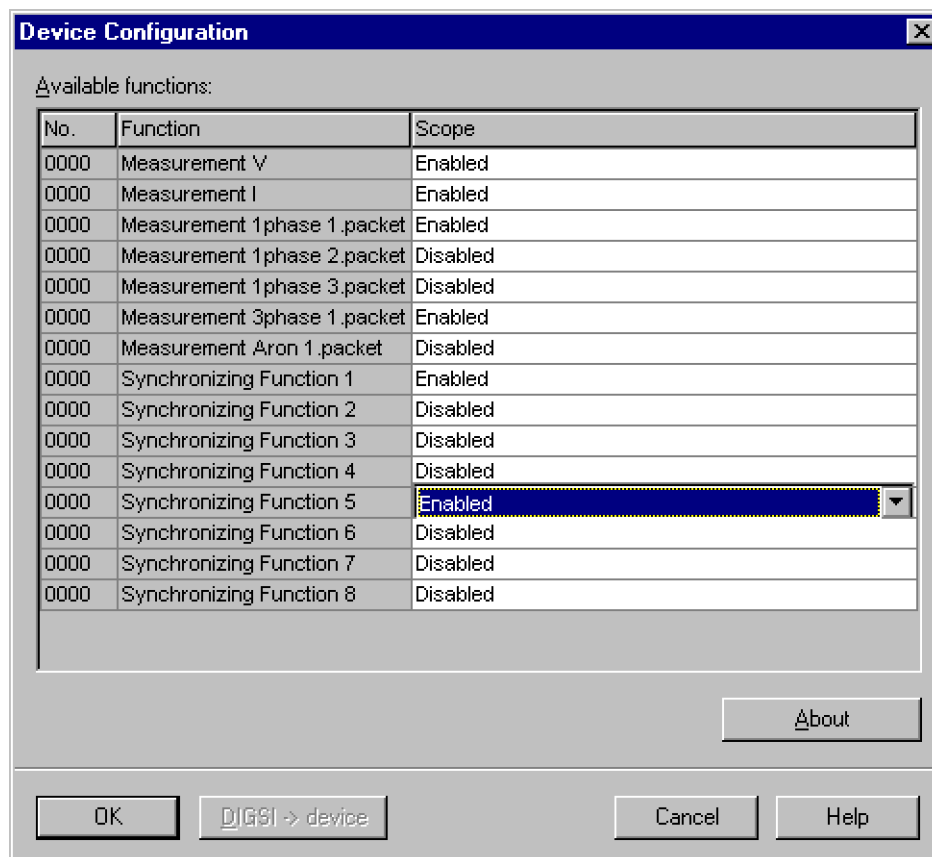 Device Configuration
Available functions:
No. Function Scope
0000 Measurement V Enabled
0000 Measurement I Enabled
0000 Measurement 1phase 1.packet Enabled
0000 Measurement 1phase 2.packet Disabled
0000 Measurement 1phase 3.packet Disabled
0000 Measurement 3phase 1.packet Enabled
0000 Measurement Aron 1.packet Disabled
0000 Synchronizing Function 1 Enabled
0000 Synchronizing Function 2 Disabled
0000 Synchronizing Function 3 Disabled
0000 Synchronizing Function 4 Disabled
0000 Synchronizing Function 5 Enabled
0000 Synchronizing Function 6 Disabled
0000 Synchronizing Function 7 Disabled
0000 Synchronizing Function 8 Disabled
About
OK DIGSI -> device Cancel Help